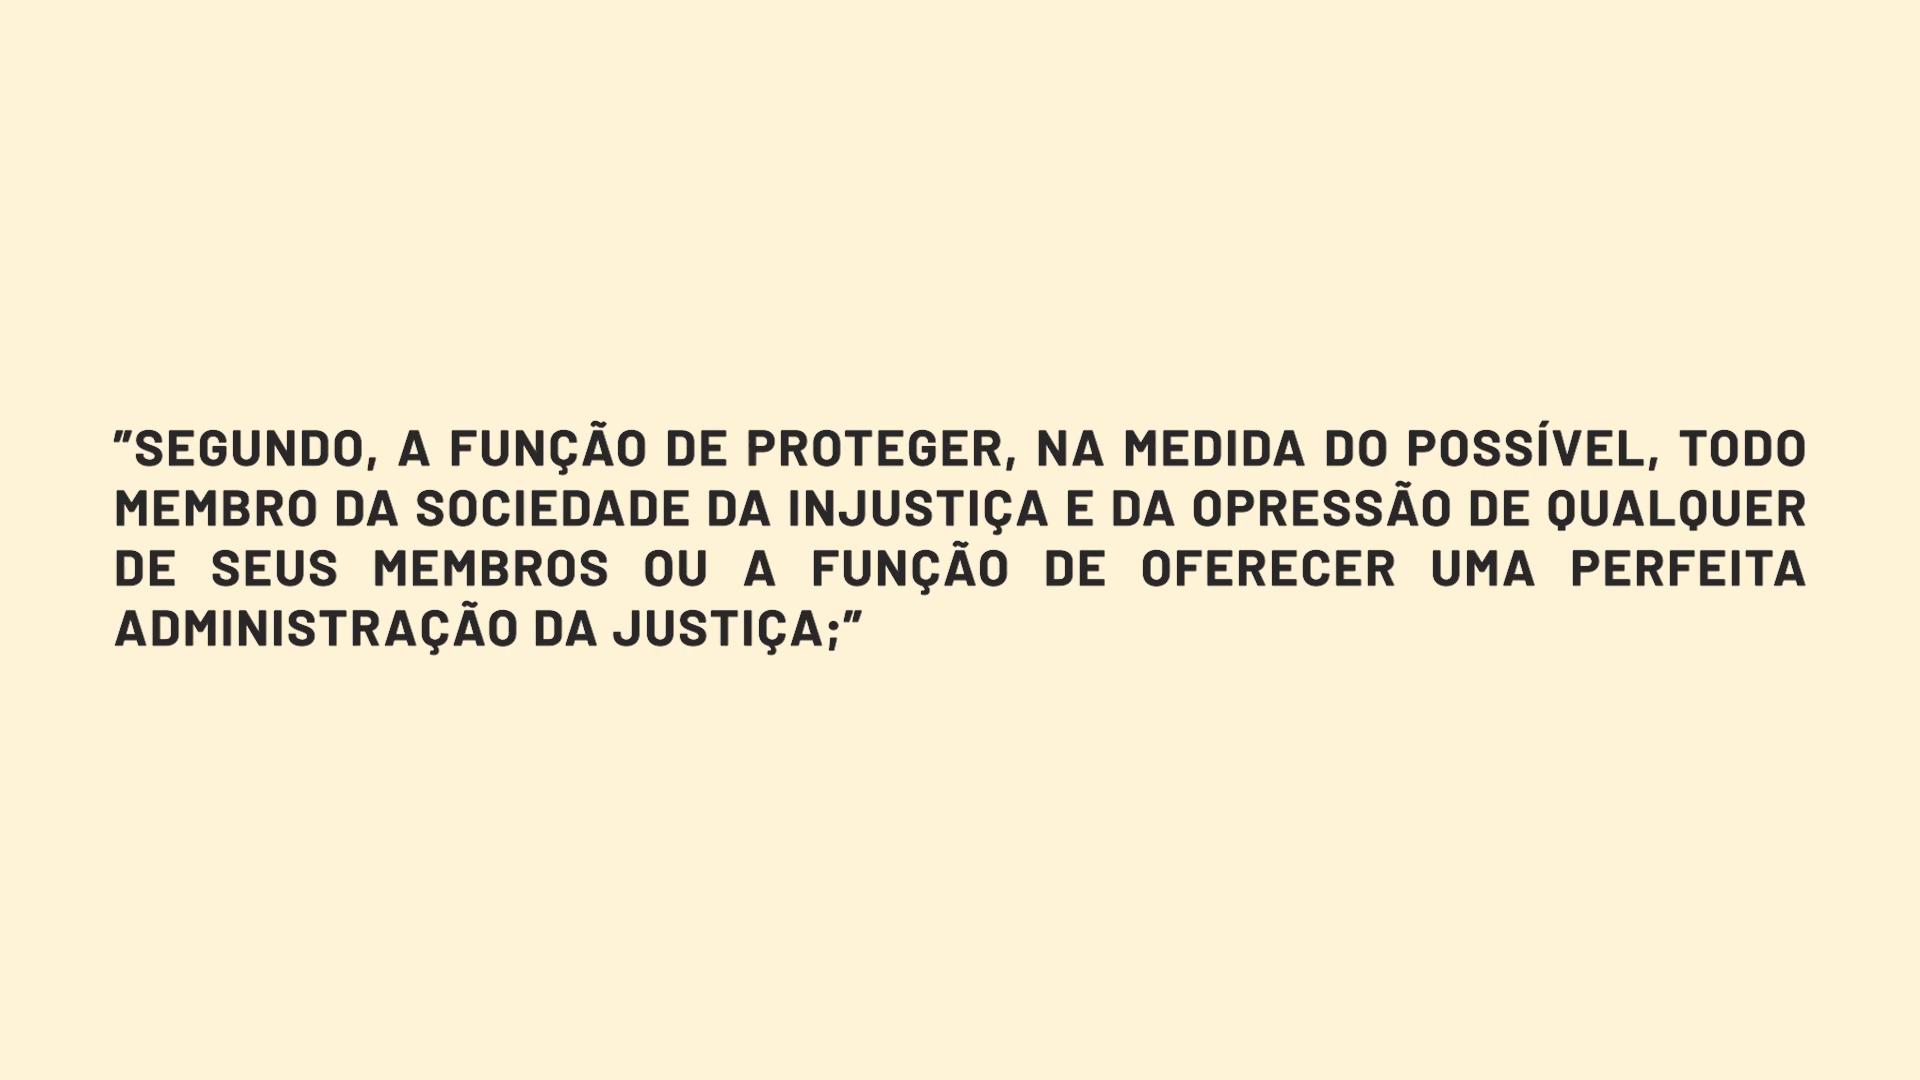 "SEGUNDO, A FUNÇÃO DE PROTEGER, NA MEDIDA DO POSSÍVEL, TODO
MEMBRO DA SOCIEDADE DA INJUSTIÇA E DA OPRESSÃO DE QUALQUER
DE SEUS MEMBROS OU A FUNÇÃO DE OFERECER UMA PERFEITA
ADMINISTRAÇÃO DA JUSTIÇA;"